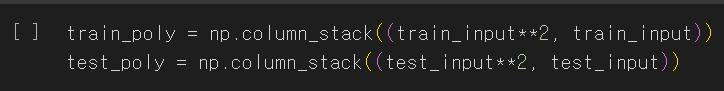 [ ] train_poly = np.column_stack((train_input**2, train_input))
test_poly = np.column_stack((test_input**2, test_input))